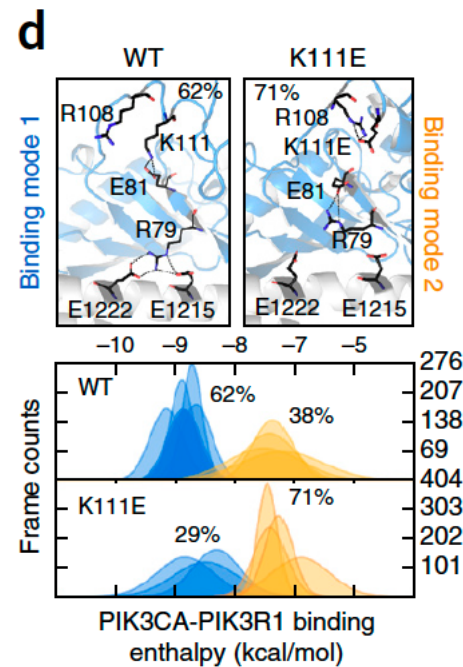 d
WT K111E
Binding mode 1
62%
R108
K111
E81
R79
E1222 E1215
71%
R108
K111E
E81
R79
E1222 E1215
Binding mode 2
−10 −9 −8 −7 −5
WT
62%
38%
276
207
138
69
404
K111E
29%
71%
303
202
101
Frame counts
PIK3CA-PIK3R1 binding
enthalpy (kcal/mol)